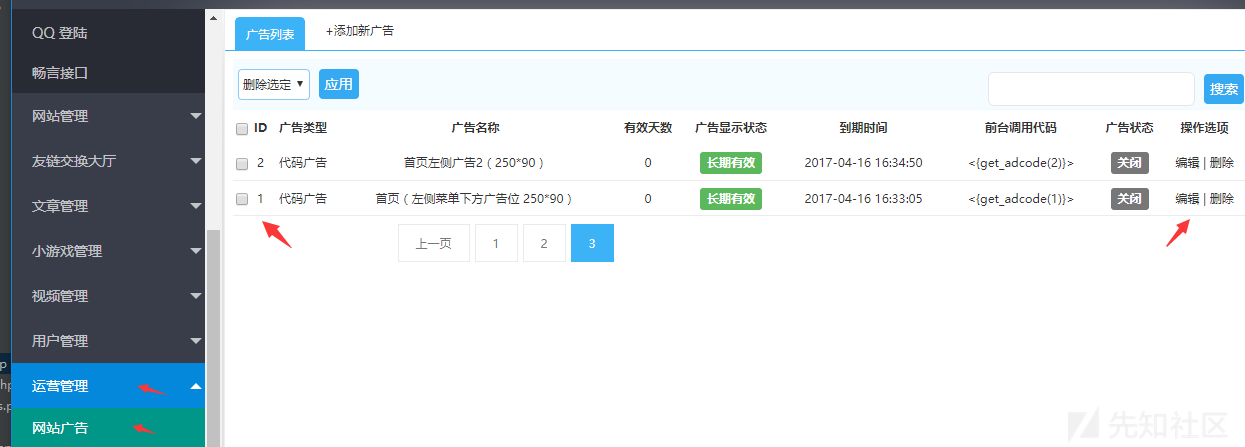 QQ 登陆
畅言接口
网站管理
友链交换大厅
文章管理
小游戏管理
视频管理
用户管理
运营管理
网站广告
广告列表 +添加新广告
删除选定 应用 搜索
ID 广告类型 广告名称 有效天数 广告显示状态 到期时间 前台调用代码 广告状态 操作选项
2 代码广告 首页左侧广告2 ( 250*90 ) 0 长期有效 2017-04-16 16:34:50 <{get_adcode(2)}> 关闭 编辑 | 删除
1 代码广告 首页 ( 左侧菜单下方广告位 250*90 ) 0 长期有效 2017-04-16 16:33:05 <{get_adcode(1)}> 关闭 编辑 | 删除
上一页 1 2 3
先知社区